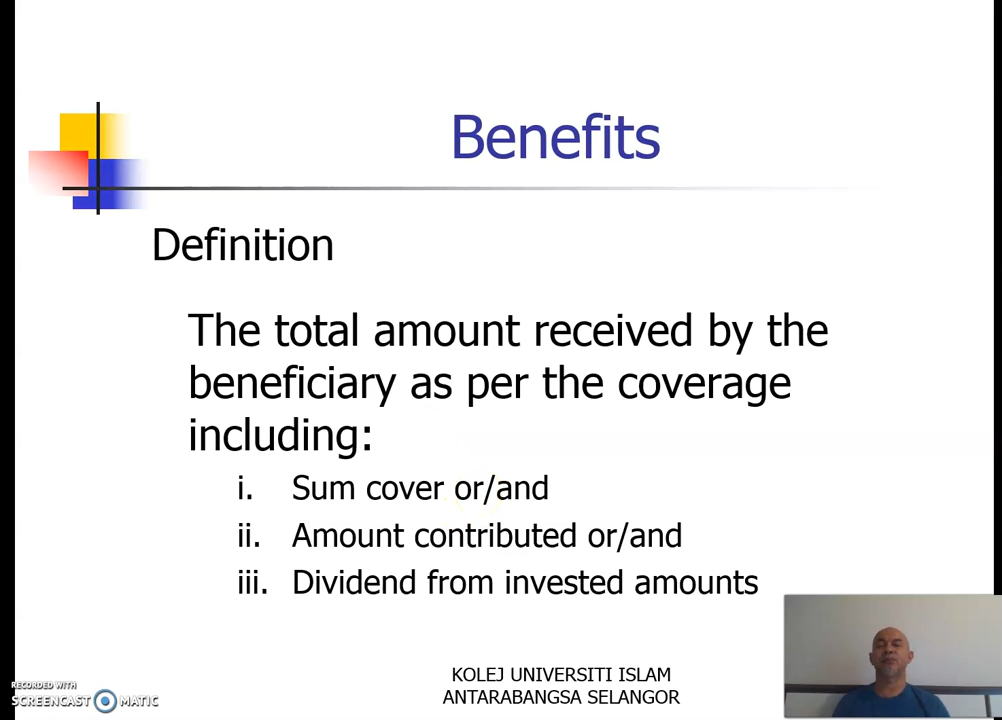 Benefits
Definition
The total amount received by the
beneficiary as per the coverage
including:
i. Sum cover or/and
ii. Amount contributed or/and
iii. Dividend from invested amounts
KOLEJ UNIVERSITI ISLAM
ANTARABANGSA SELANGOR
RECORDED WITH
SCREENCAST MATIC